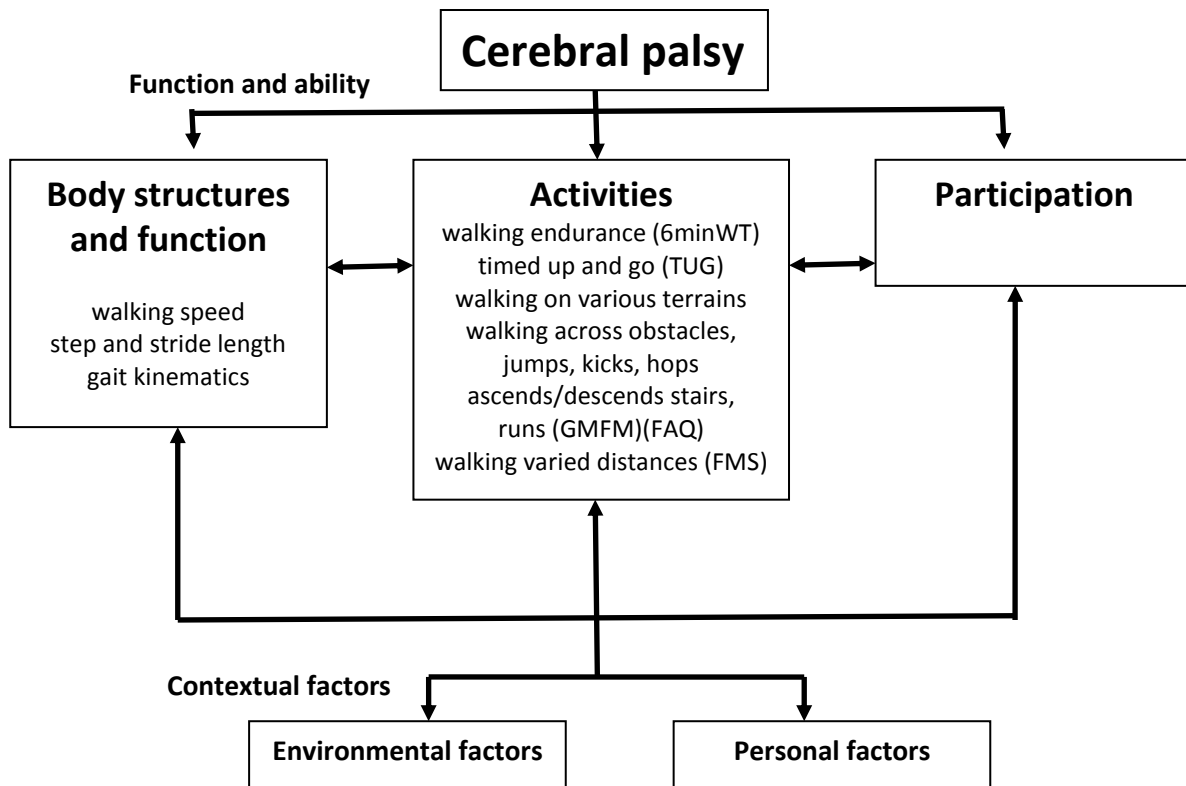 Cerebral palsy
Function and ability
Body structures
and function
walking speed
step and stride length
gait kinematics
Activities
walking endurance (6minWT)
timed up and go (TUG)
walking on various terrains
walking across obstacles,
jumps, kicks, hops
ascends/descends stairs,
runs (GMFM)(FAQ)
walking varied distances (FMS)
Participation
Contextual factors
Environmental factors
Personal factors